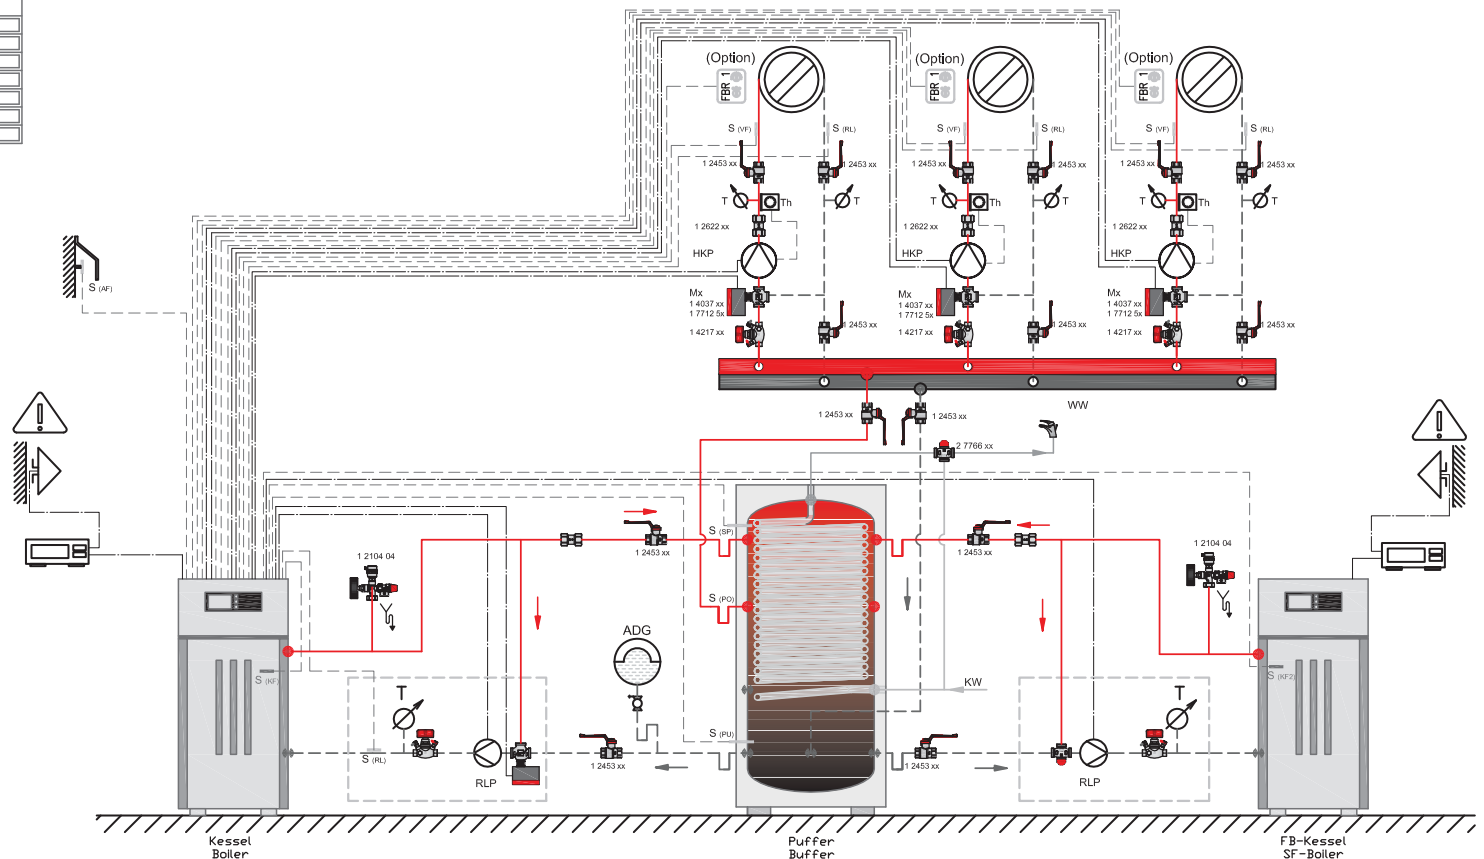 (Option)
(Option)
(Option)
FBR 1
FBR 1
FBR 1
S (VF)
S (RL)
S (VF)
S (RL)
S (VF)
S (RL)
1 2453 xx
1 2453 xx
1 2453 xx
1 2453 xx
1 2453 xx
1 2453 xx
T
Th
T
T
Th
T
T
Th
T
1 2622 xx
1 2622 xx
1 2622 xx
HKP
HKP
HKP
S (AF)
Mx
1 4037 xx
1 7712 5x
Mx
1 4037 xx
1 7712 5x
Mx
1 4037 xx
1 7712 5x
1 4217 xx
1 2453 xx
1 4217 xx
1 2453 xx
1 4217 xx
1 2453 xx
WW
1 2453 xx
1 2453 xx
2 7766 xx
S (SP)
1 2453 xx
1 2453 xx
1 2104 04
1 2104 04
S (PO)
ADG
S (KF)
KW
S (KF2)
T
T
S (PU)
S (RL)
1 2453 xx
1 2453 xx
RLP
RLP
Kessel
Boiler
Puffer
Buffer
FB-Kessel
SF-Boiler